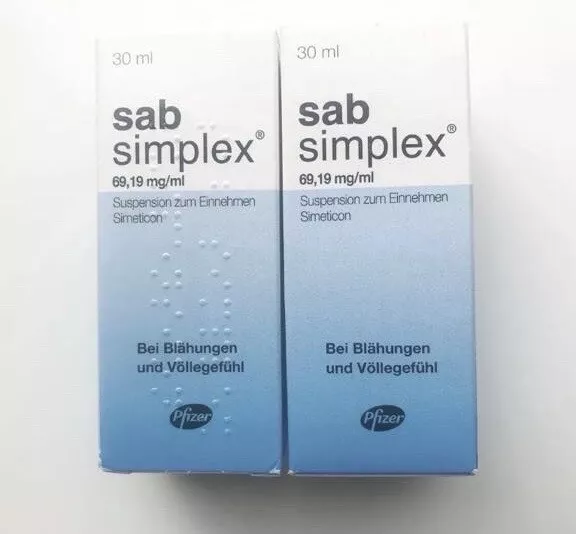 30 ml
sab
simplex®
69,19 mg/ml
Suspension zum Einnehmen
Simeticon
Bei Blähungen
und Völlegefühl
Pfizer
30 ml
sab
simplex®
69,19 mg/ml
Suspension zum Einnehmen
Simeticon
Bei Blähungen
und Völlegefühl
Pfizer